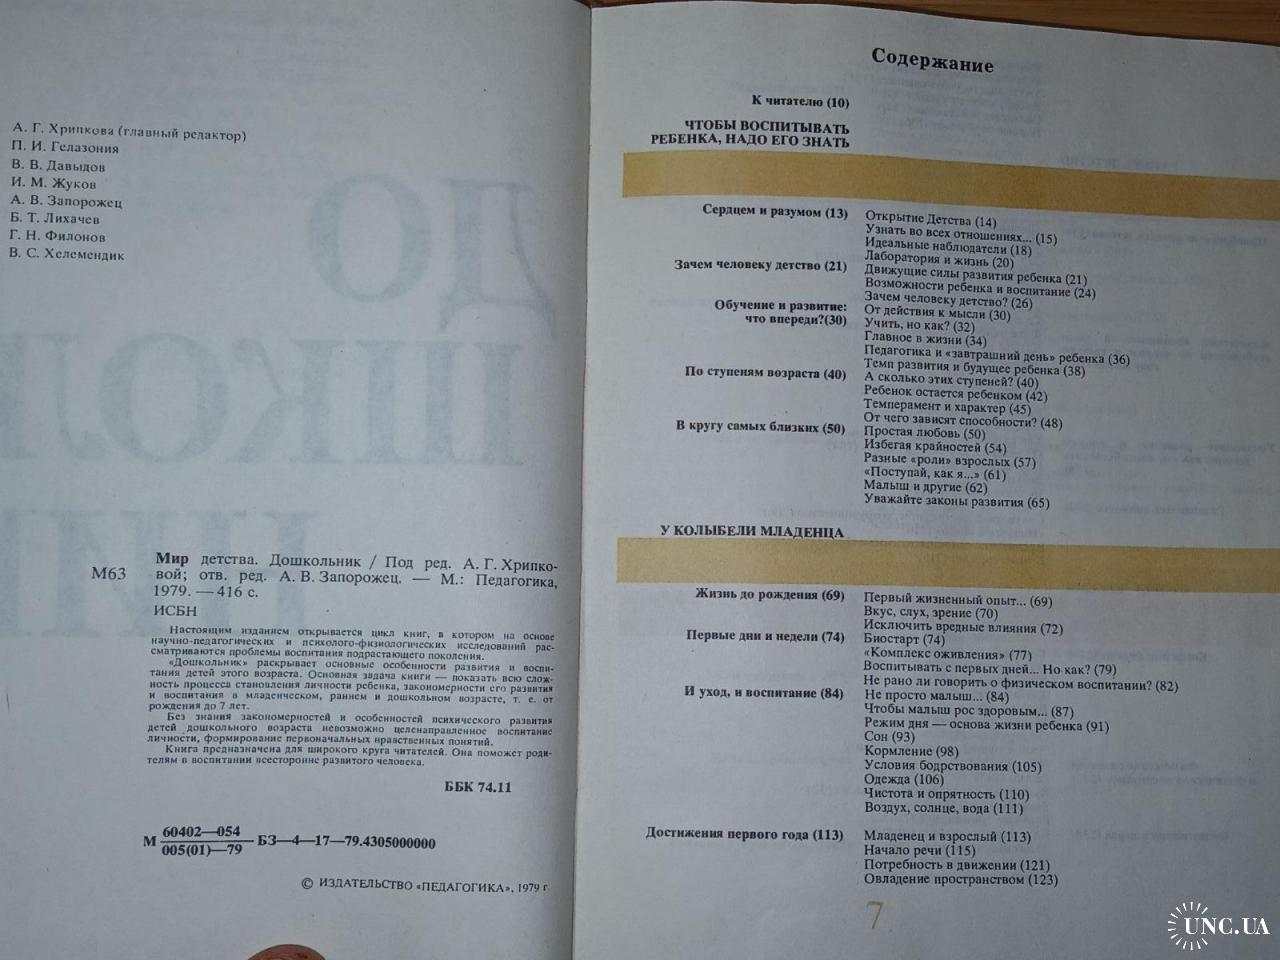 А. Г. Хрипкова (главный редактор)
П. И. Гелазония
В. В. Давыдов
И. М. Жуков
А. В. Запорожец
Б. Т. Лихачев
Г. Н. Филонов
В. С. Хелемендик
М63
Мир детства. Дошкольник / Под ред. А. Г. Хрипко-
вой; отв. ред. А. В. Запорожец. — М.: Педагогика,
1979. — 416 с.
ИСБН
Настоящим изданием открывается цикл книг, в котором на основе
научно-педагогических и психолого-физиологических исследований рас-
сматриваются проблемы воспитания подрастающего поколения.
«Дошкольник» раскрывает основные особенности развития и воспи-
тания детей этого возраста. Основная задача книги — показать всю слож-
ность процесса становления личности ребенка, закономерности его развития
и воспитания в младенческом, раннем и дошкольном возрасте, т. е. от
рождения до 7 лет.
Без знания закономерностей и особенностей психического развития
детей дошкольного возраста невозможно целенаправленное воспитание
личности, формирование первоначальных нравственных понятий.
Книга предназначена для широкого круга читателей. Она поможет роди-
телям в воспитании всесторонне развитого человека.
ББК 74.11
М 60402—054
005(01)—79 БЗ—4—17—79.4305000000
© ИЗДАТЕЛЬСТВО «ПЕДАГОГИКА», 1979 г.
Содержание
К читателю (10)
ЧТОБЫ ВОСПИТЫВАТЬ
РЕБЕНКА, НАДО ЕГО ЗНАТЬ
Сердцем и разумом (13)
Открытие Детства (14)
Узнать во всех отношениях... (15)
Идеальные наблюдатели (18)
Лаборатория и жизнь (20)
Зачем человеку детство (21)
Движущие силы развития ребенка (21)
Возможности ребенка и воспитание (24)
Зачем человеку детство? (26)
Обучение и развитие:
что впереди?(30)
От действия к мысли (30)
Учить, но как? (32)
Главное в жизни (34)
Педагогика и «завтрашний день» ребенка (36)
Темп развития и будущее ребенка (38)
По ступеням возраста (40)
А сколько этих ступеней? (40)
Ребенок остается ребенком (42)
Темперамент и характер (45)
От чего зависят способности? (48)
В кругу самых близких (50)
Простая любовь (50)
Избегая крайностей (54)
Разные «роли» взрослых (57)
«Поступай, как я...» (61)
Малыш и другие (62)
Уважайте законы развития (65)
У КОЛЫБЕЛИ МЛАДЕНЦА
Жизнь до рождения (69)
Первый жизненный опыт... (69)
Вкус, слух, зрение (70)
Исключить вредные влияния (72)
Первые дни и недели (74)
Биостарт (74)
«Комплекс оживления» (77)
Воспитывать с первых дней... Но как? (79)
Не рано ли говорить о физическом воспитании? (82)
И уход, и воспитание (84)
Не просто малыш... (84)
Чтобы малыш рос здоровым... (87)
Режим дня — основа жизни ребенка (91)
Сон (93)
Кормление (98)
Условия бодрствования (105)
Одежда (106)
Чистота и опрятность (110)
Воздух, солнце, вода (111)
Достижения первого года (113)
Младенец и взрослый (113)
Начало речи (115)
Потребность в движении (121)
Овладение пространством (123)
7
UNC.UA